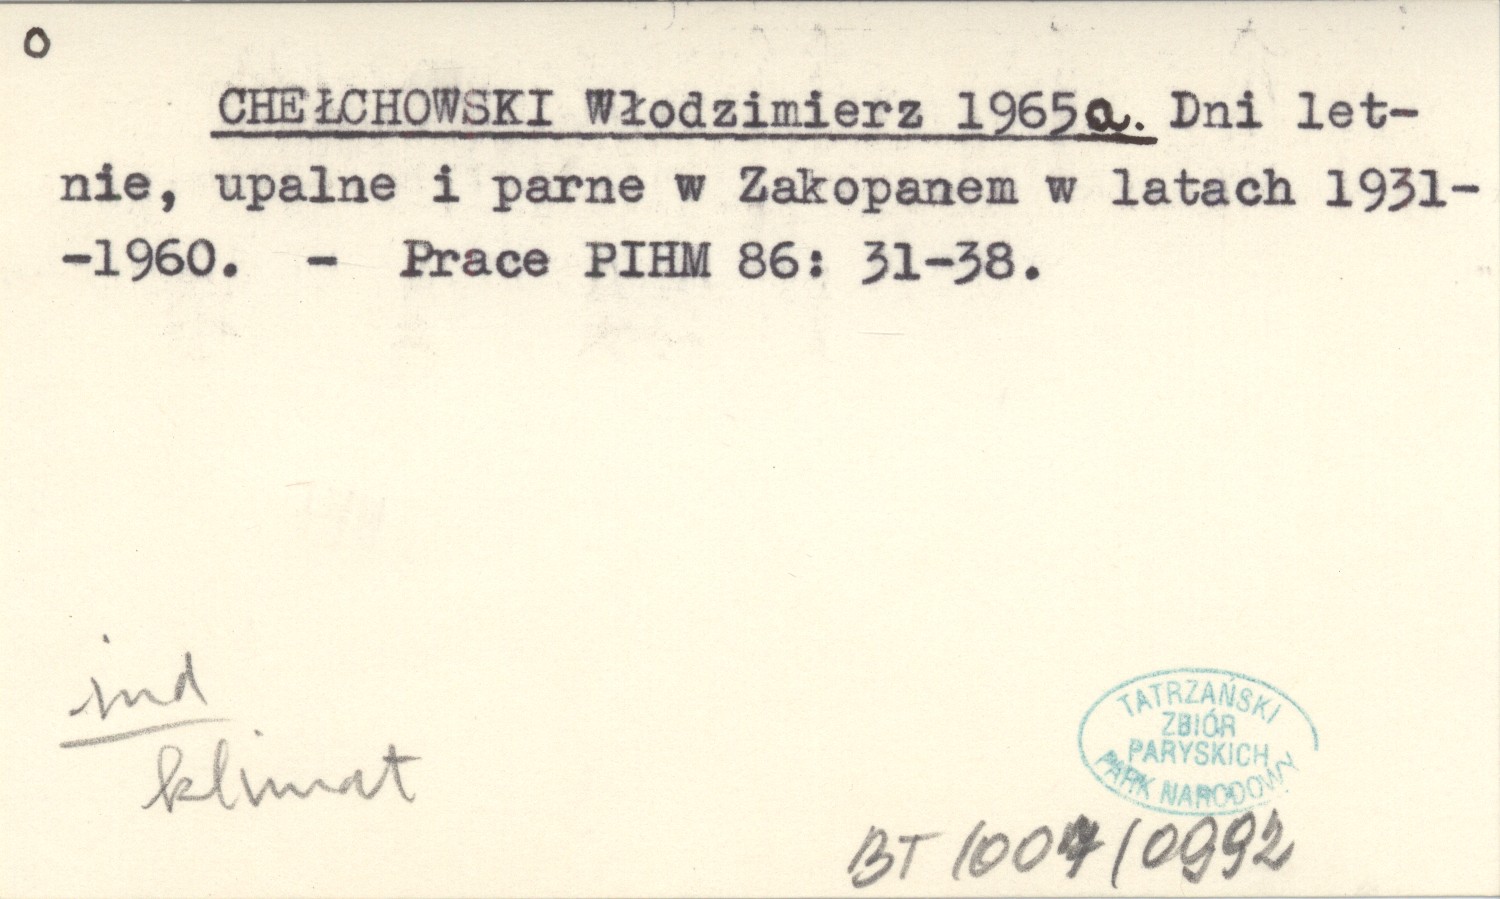 o
CHEŁCHOWSKI Włodzimierz 1965a. Dni let-
nie, upalne i parne w Zakopanem w latach 1931-
-1960. - Prace PIHM 86: 31-38.
ind
klimat
TATRZAŃSKI
ZBIÓR
PARYSKICH
PARK NARODOWY
BT 1007/0992